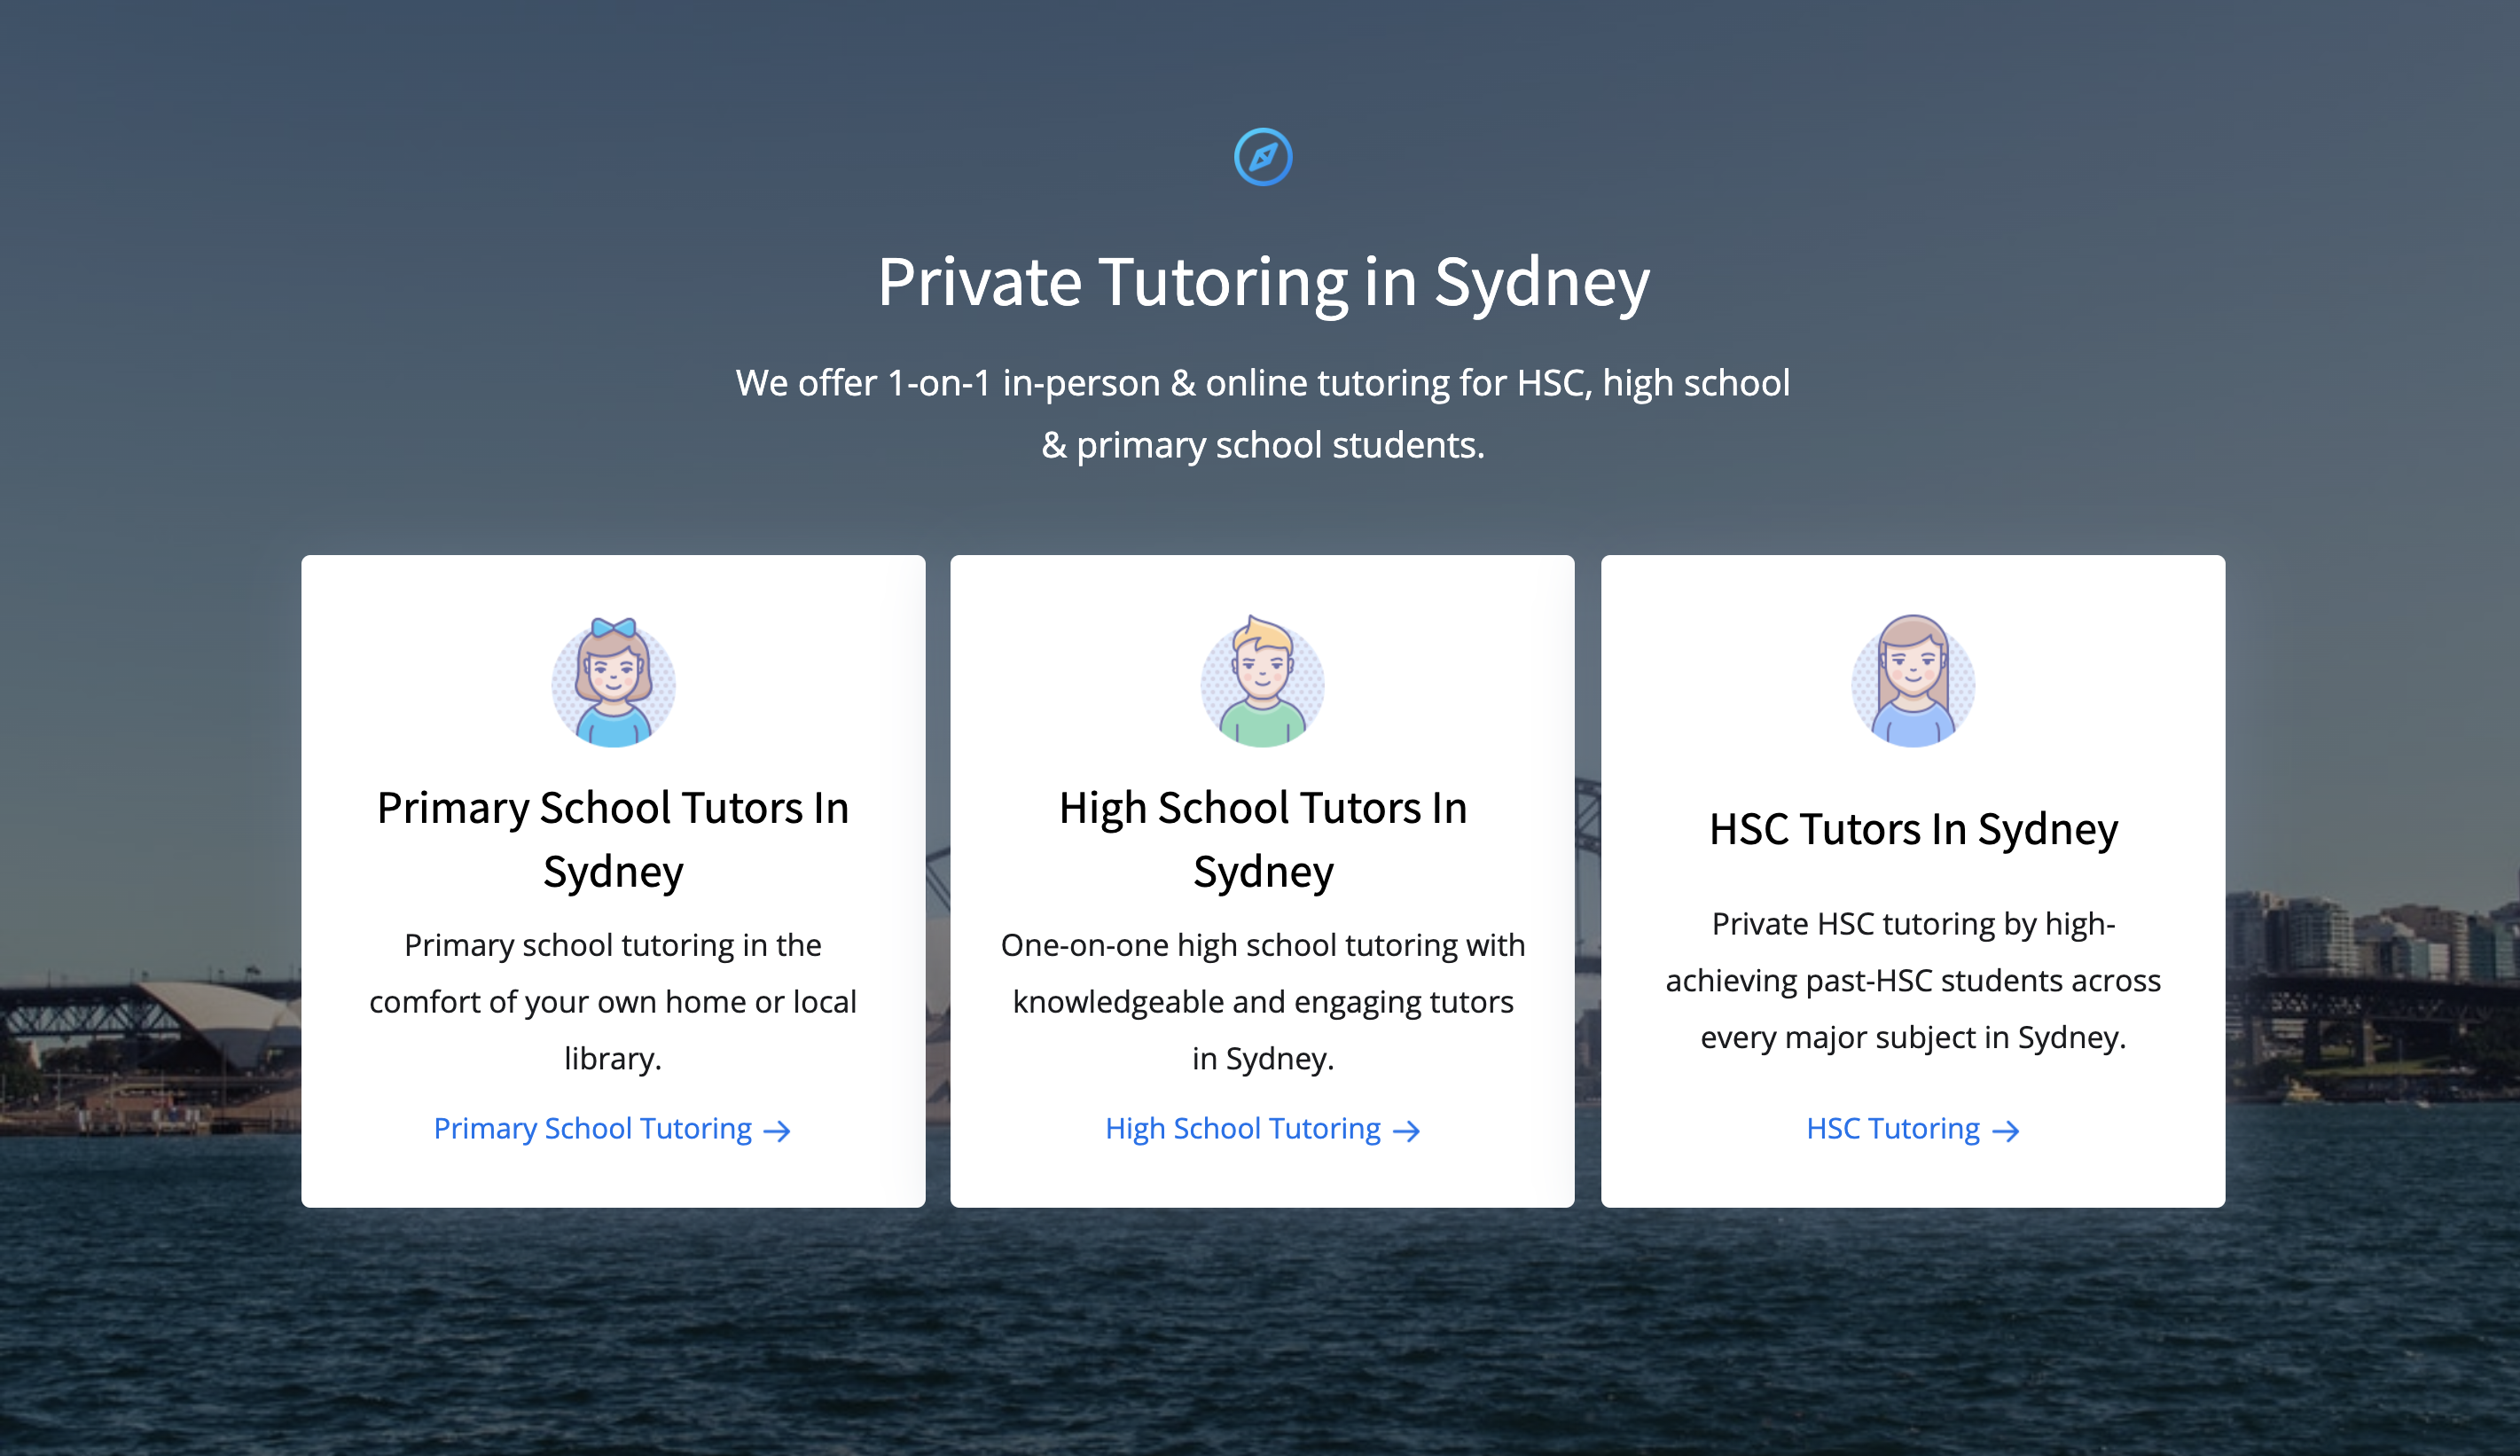 Private Tutoring in Sydney
We offer 1-on-1 in-person & online tutoring for HSC, high school
& primary school students.
Primary School Tutors In
Sydney
Primary school tutoring in the
comfort of your own home or local
library.
Primary School Tutoring →
High School Tutors In
Sydney
One-on-one high school tutoring with
knowledgeable and engaging tutors
in Sydney.
High School Tutoring →
HSC Tutors In Sydney
Private HSC tutoring by high-
achieving past-HSC students across
every major subject in Sydney.
HSC Tutoring →